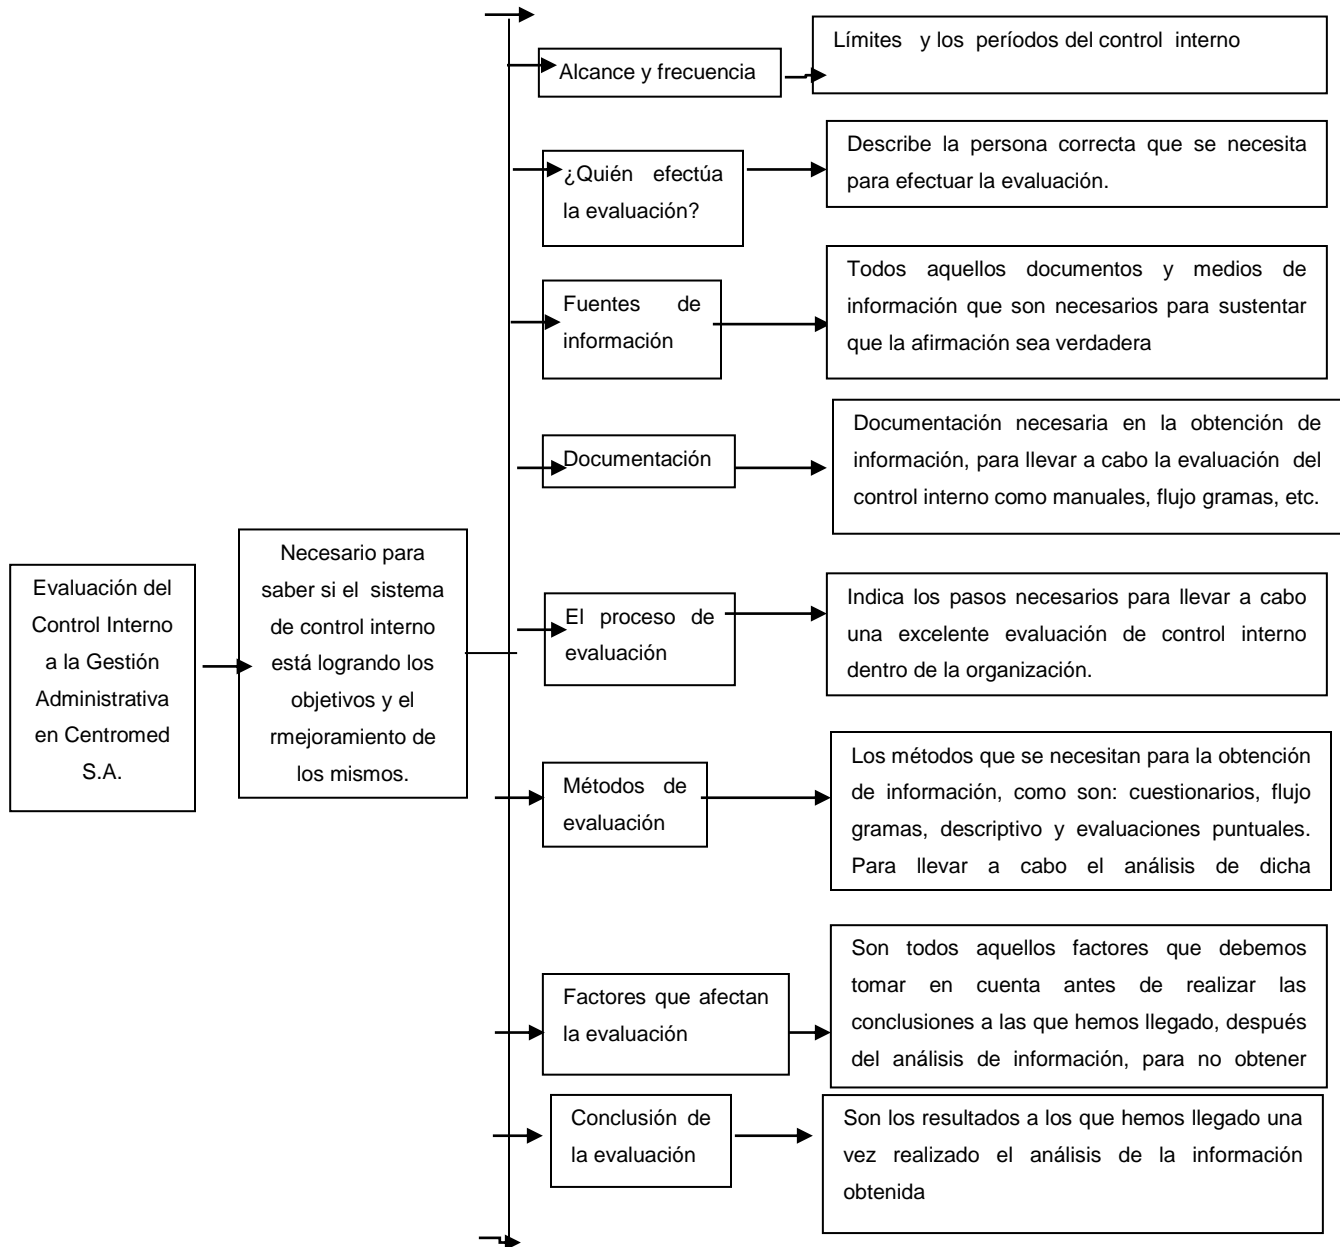 Evaluación del
Control Interno
a la Gestión
Administrativa
en Centromed
S.A.
Necesario para
saber si el sistema
de control interno
está logrando los
objetivos y el
rmejoramiento de
los mismos.
Alcance y frecuencia
Límites y los períodos del control interno
¿Quién efectúa
la evaluación?
Describe la persona correcta que se necesita
para efectuar la evaluación.
Fuentes de
información
Todos aquellos documentos y medios de
información que son necesarios para sustentar
que la afirmación sea verdadera
Documentación
Documentación necesaria en la obtención de
información, para llevar a cabo la evaluación del
control interno como manuales, flujo gramas, etc.
El proceso de
evaluación
Indica los pasos necesarios para llevar a cabo
una excelente evaluación de control interno
dentro de la organización.
Métodos de
evaluación
Los métodos que se necesitan para la obtención
de información, como son: cuestionarios, flujo
gramas, descriptivo y evaluaciones puntuales.
Para llevar a cabo el análisis de dicha
Factores que afectan
la evaluación
Son todos aquellos factores que debemos
tomar en cuenta antes de realizar las
conclusiones a las que hemos llegado, después
del análisis de información, para no obtener
Conclusión de
la evaluación
Son los resultados a los que hemos llegado una
vez realizado el análisis de la información
obtenida